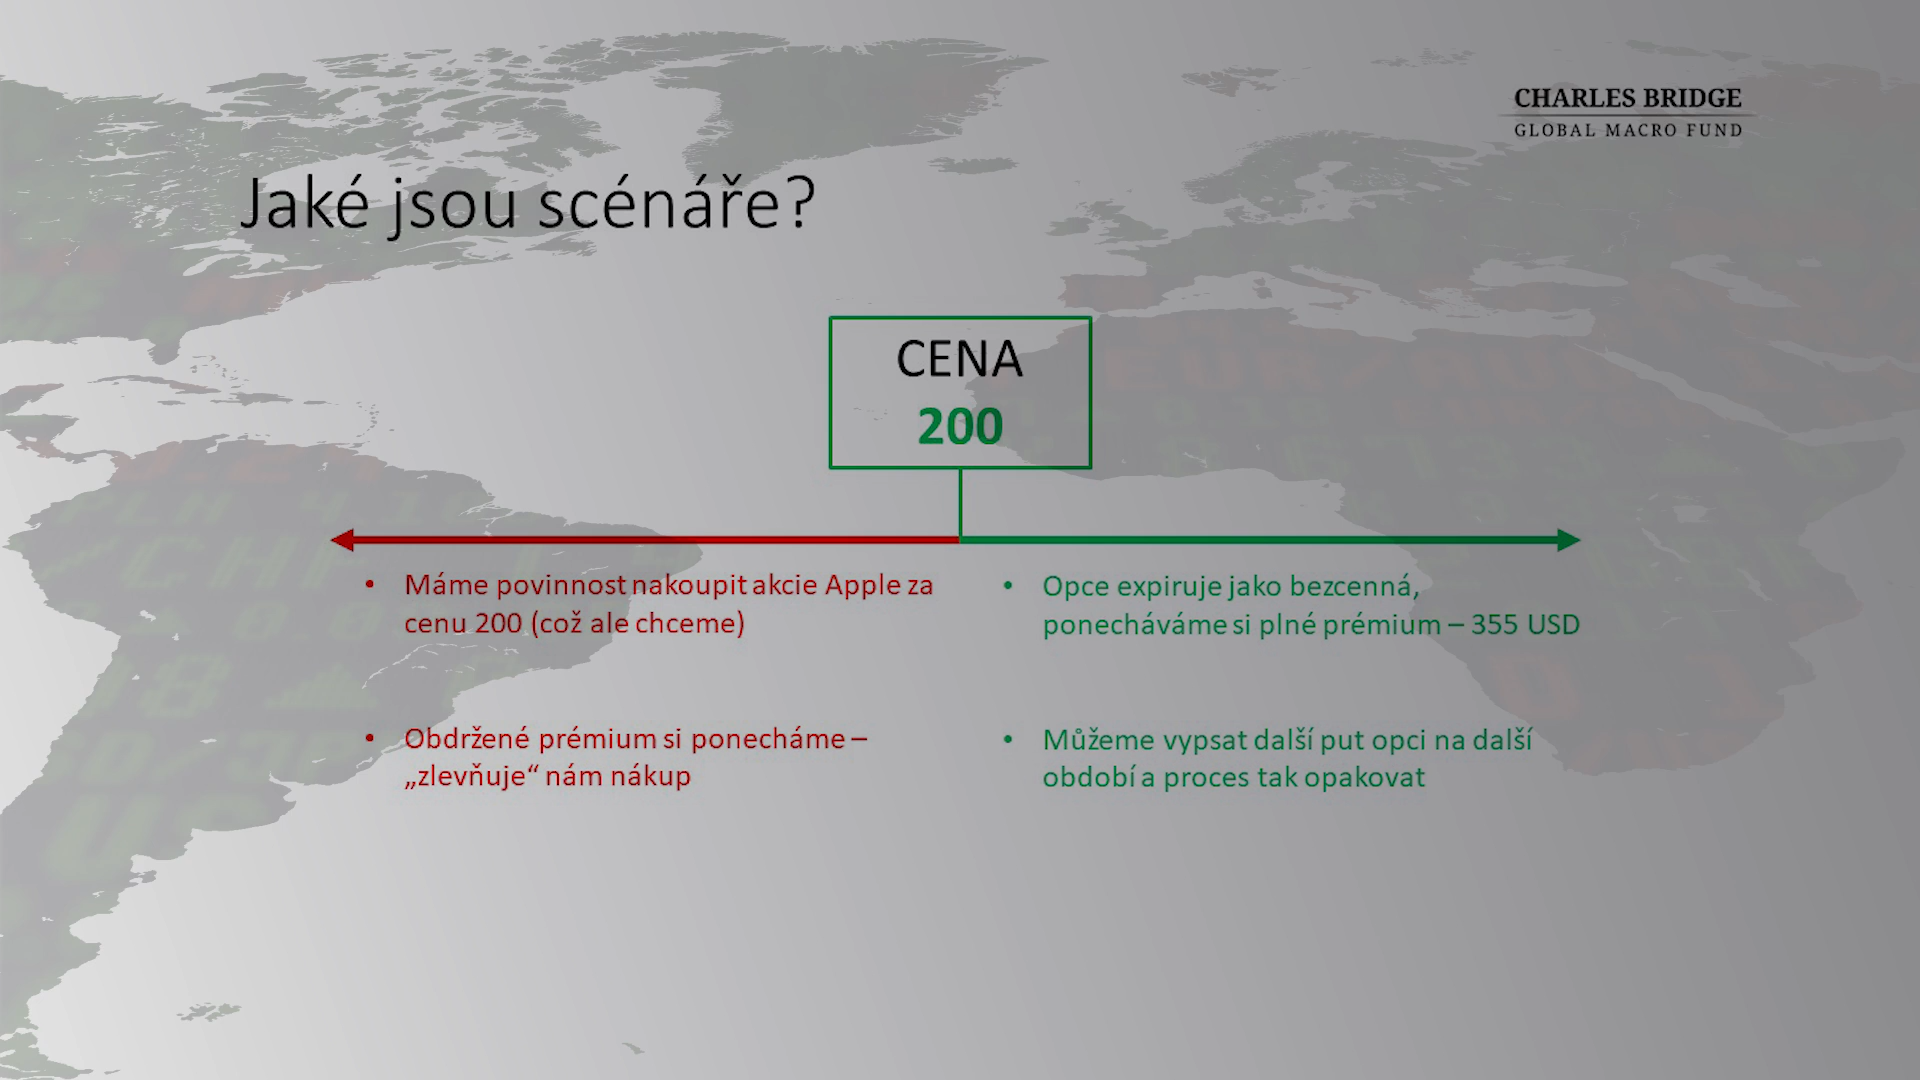 CHARLES BRIDGE
GLOBAL MACRO FUND
Jaké jsou scénáře?
CENA
200
• Máme povinnost nakoupit akcie Apple za
cenu 200 (což ale chceme)
• Obdržené prémium si ponecháme –
„zlevňuje“ nám nákup
• Opce expiruje jako bezcenná,
ponecháváme si plné prémium – 355 USD
• Můžeme vypsat další put opci na další
období a proces tak opakovat